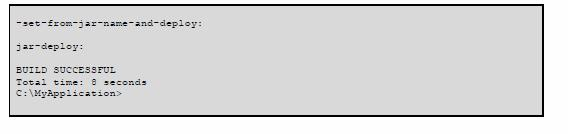 -set-from-jar-name-and-deploy:
jar-deploy:
BUILD SUCCESSFUL
Total time: 8 seconds
C:\MyApplication>